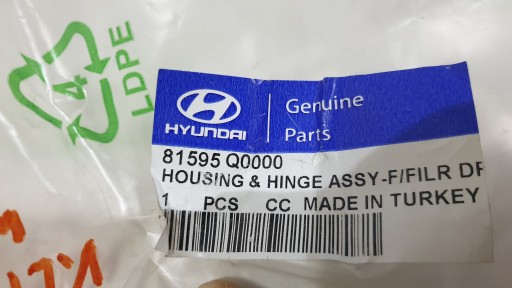 4
LDPE
HYUNDAI
Genuine
Parts
81595 Q0000
HOUSING & HINGE ASSY-F/FILR DR
1 PCS CC MADE IN TURKEY